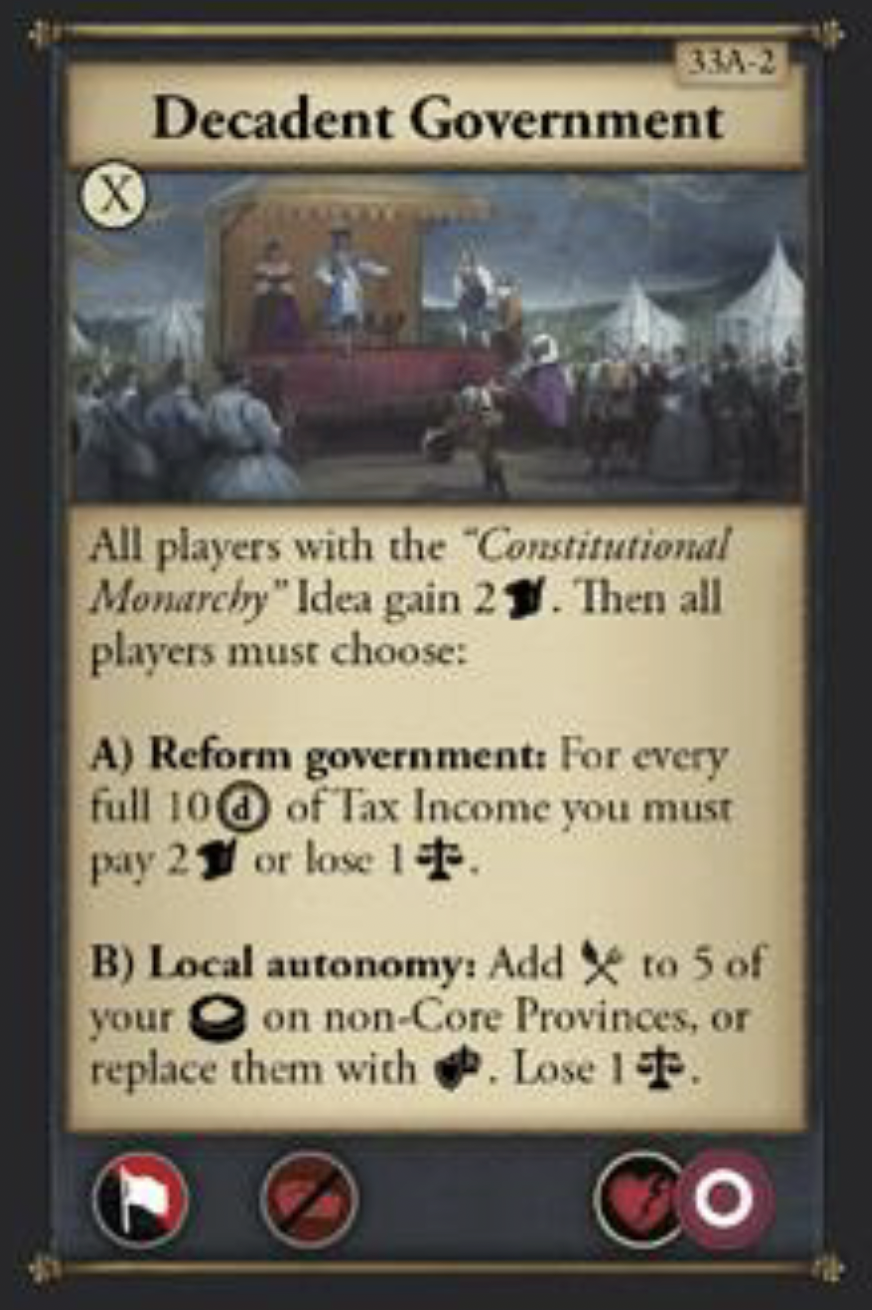 33A-2
Decadent Government
X
All players with the “Constitutional
Monarchy” Idea gain 2 . Then all
players must choose:
A) Reform government: For every
full 10 d of Tax Income you must
pay 2 or lose 1 .
B) Local autonomy: Add to 5 of
your on non-Core Provinces, or
replace them with . Lose 1 .